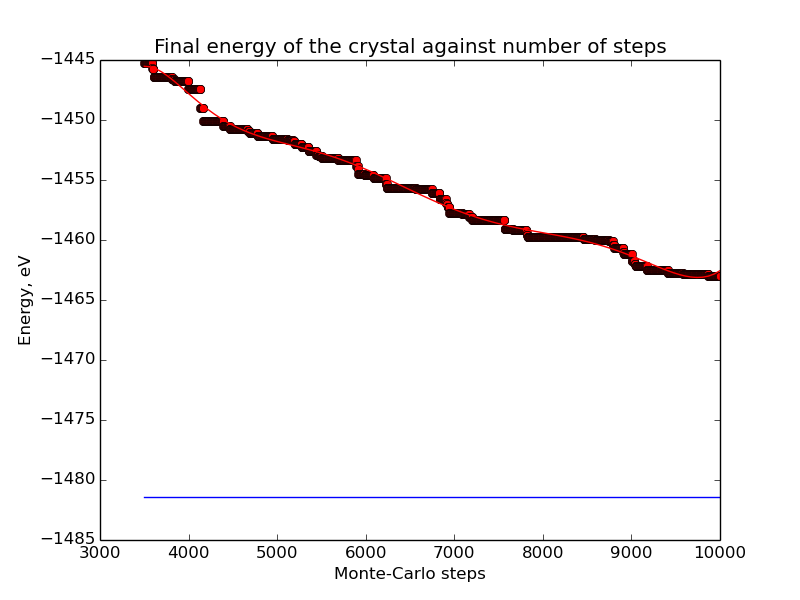 Final energy of the crystal against number of steps
−1445
−1450
−1455
−1460
−1465
−1470
−1475
−1480
−1485
Energy, eV
3000 4000 5000 6000 7000 8000 9000 10000
Monte-Carlo steps